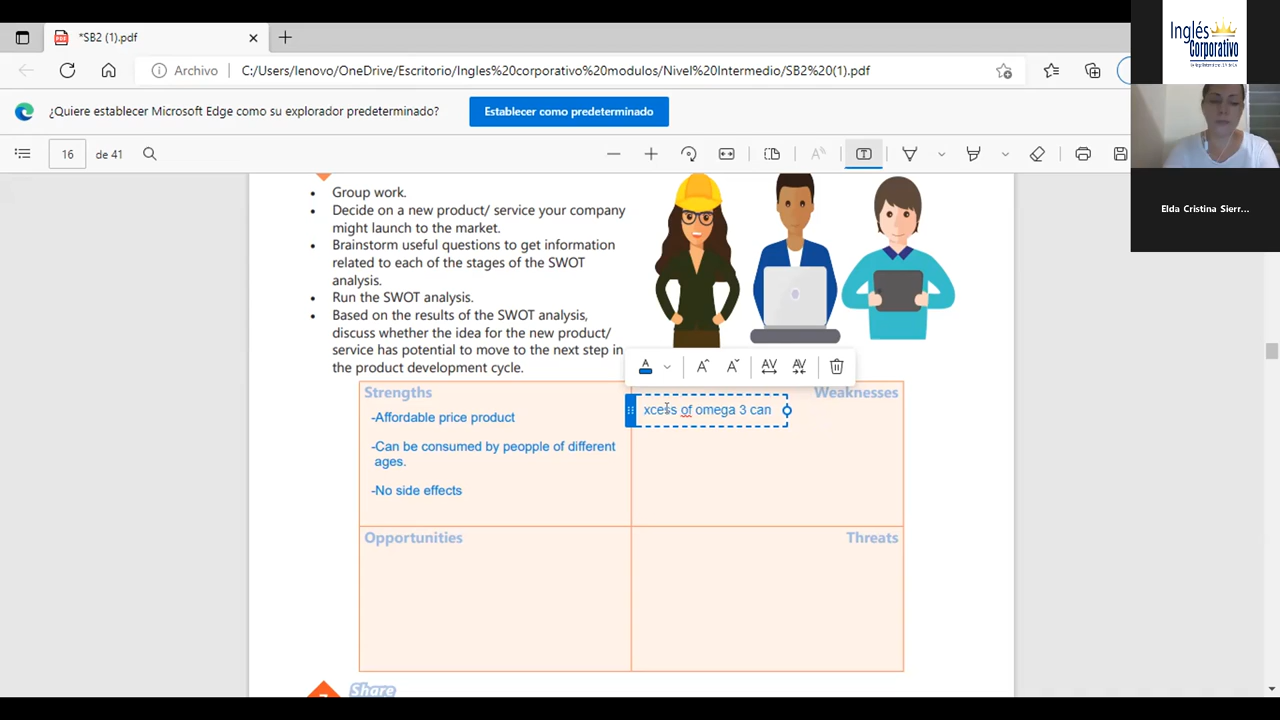 *SB2 (1).pdf
Archivo
C:/Users/lenovo/OneDrive/Escritorio/Ingles%20Corporativo%20modulos/Nivel%20Intermedio/SB2%20(1).pdf
¿Quiere establecer Microsoft Edge como su explorador predeterminado?
Establecer como predeterminado
16 de 41
Inglés
Corporativo
Elda Cristina Sierr...
• Group work.
• Decide on a new product/ service your company
might launch to the market.
• Brainstorm useful questions to get information
related to each of the stages of the SWOT
analysis.
• Run the SWOT analysis.
• Based on the results of the SWOT analysis,
discuss whether the idea for the new product/
service has potential to move to the next step in
the product development cycle.
Strengths
-Affordable price product
-Can be consumed by peopple of different
ages.
-No side effects
Weaknesses
xcess of omega 3 can
Opportunities
Threats
Share